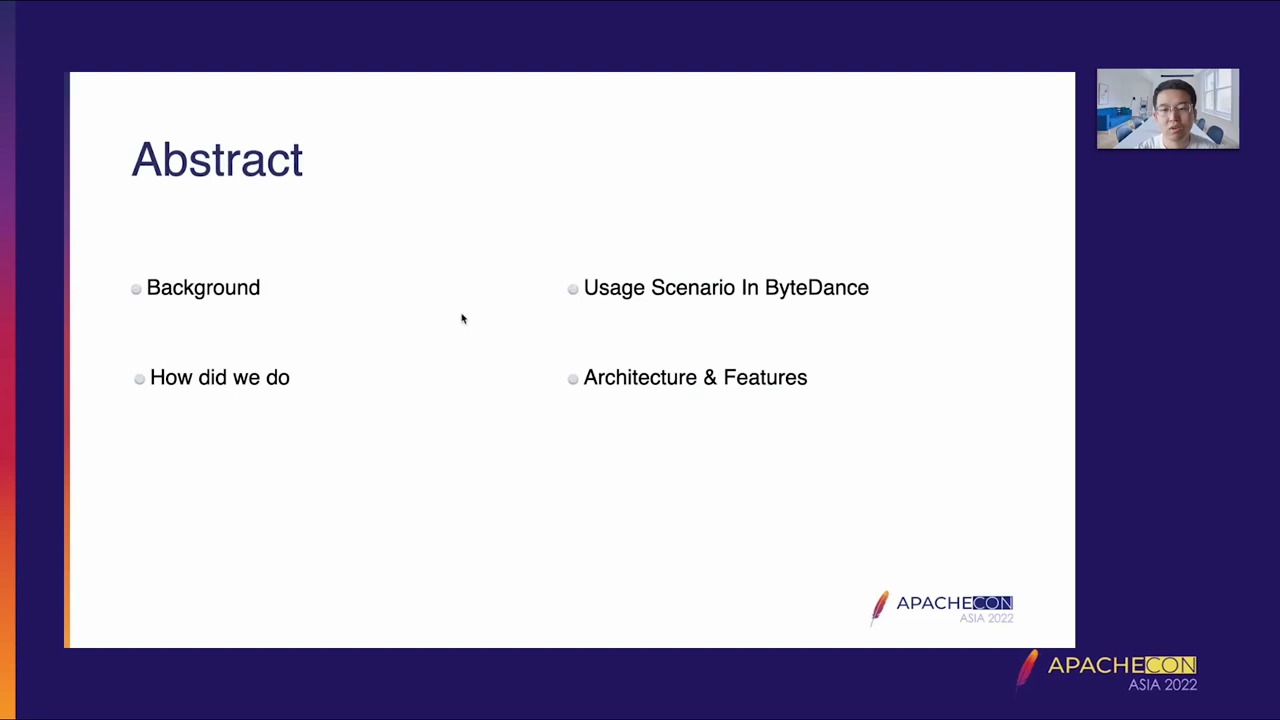 Abstract
Background
Usage Scenario In ByteDance
How did we do
Architecture & Features
APACHECON
ASIA 2022
APACHECON
ASIA 2022